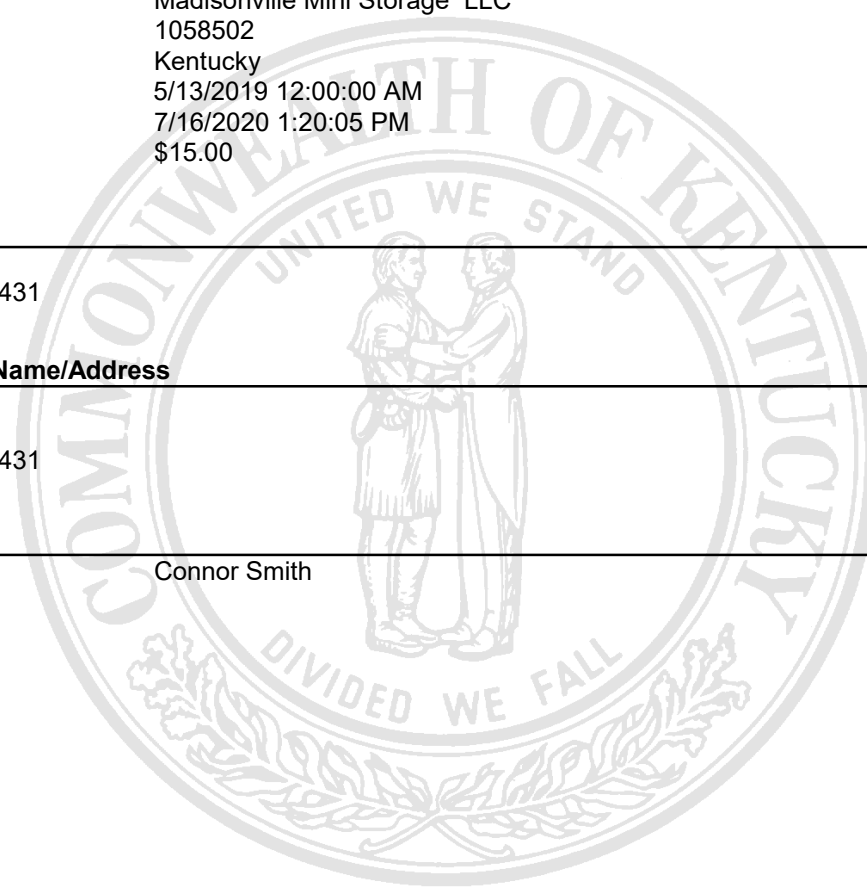 Madisonville Mini Storage LLC
1058502
Kentucky
5/13/2019 12:00:00 AM
7/16/2020 1:20:05 PM
$15.00
COMMONWEALTH OF KENTUCKY
UNITED WE STAND
431
Name/Address
431
Connor Smith
DIVIDED WE FALL